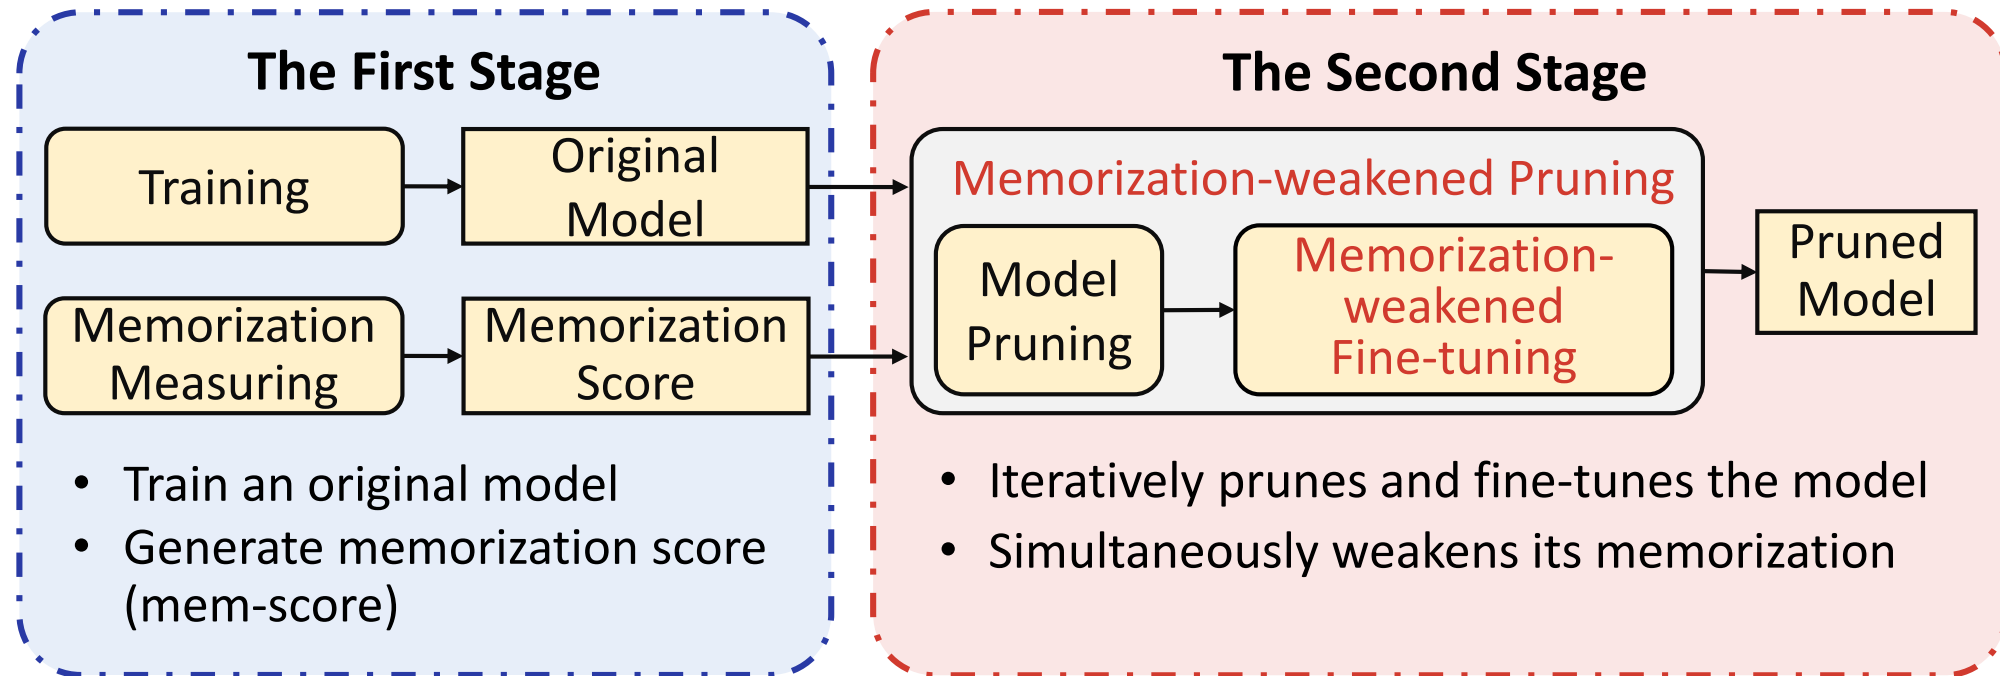 The First Stage
Training
Original
Model
Memorization
Measuring
Memorization
Score
• Train an original model
• Generate memorization score
(mem-score)
The Second Stage
Memorization-weakened Pruning
Model
Pruning
Memorization-
weakened
Fine-tuning
Pruned
Model
• Iteratively prunes and fine-tunes the model
• Simultaneously weakens its memorization